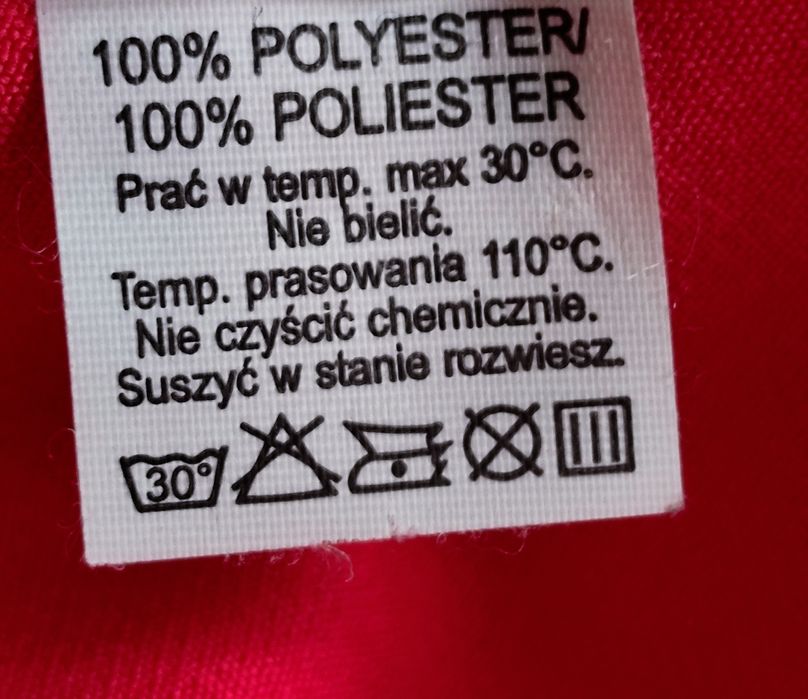 100% POLYESTER/
100% POLIESTER
Prać w temp. max 30°C.
Nie bielić.
Temp. prasowania 110°C.
Nie czyścić chemicznie.
Suszyć w stanie rozwiesz.
30°